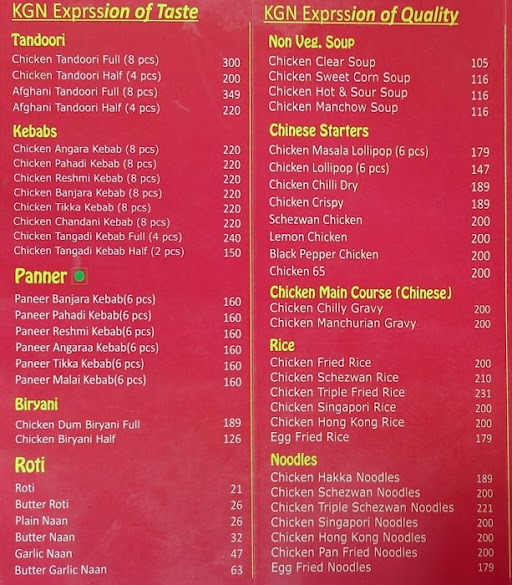 KGN Exprssion of Taste
Tandoori
Chicken Tandoori Full (8 pcs) 300
Chicken Tandoori Half (4 pcs) 200
Afghani Tandoori Full (8 pcs) 349
Afghani Tandoori Half (4 pcs) 220
Kebabs
Chicken Angara Kebab (8 pcs) 220
Chicken Pahadi Kebab (8 pcs) 220
Chicken Reshmi Kebab (8 pcs) 220
Chicken Banjara Kebab (8 pcs) 220
Chicken Tikka Kebab (8 pcs) 220
Chicken Chandani Kebab (8 pcs) 220
Chicken Tangadi Kebab Full (4 pcs) 240
Chicken Tangadi Kebab Half (2 pcs) 150
Panner
Paneer Banjara Kebab(6 pcs) 160
Paneer Pahadi Kebab(6 pcs) 160
Paneer Reshmi Kebab(6 pcs) 160
Paneer Angaraa Kebab(6 pcs) 160
Paneer Tikka Kebab(6 pcs) 160
Paneer Malai Kebab(6 pcs) 160
Biryani
Chicken Dum Biryani Full 189
Chicken Biryani Half 126
Roti
Roti 21
Butter Roti 26
Plain Naan 26
Butter Naan 32
Garlic Naan 47
Butter Garlic Naan 63
KGN Exprssion of Quality
Non Veg. Soup
Chicken Clear Soup 105
Chicken Sweet Corn Soup 116
Chicken Hot & Sour Soup 116
Chicken Manchow Soup 116
Chinese Starters
Chicken Masala Lollipop (6 pcs) 179
Chicken Lollipop (6 pcs) 147
Chicken Chilli Dry 189
Chicken Crispy 189
Schezwan Chicken 200
Lemon Chicken 200
Black Pepper Chicken 200
Chicken 65 200
Chicken Main Course (Chinese)
Chicken Chilly Gravy 200
Chicken Manchurian Gravy 200
Rice
Chicken Fried Rice 200
Chicken Schezwan Rice 210
Chicken Triple Fried Rice 231
Chicken Singapori Rice 200
Chicken Hong Kong Rice 200
Egg Fried Rice 179
Noodles
Chicken Hakka Noodles 189
Chicken Schezwan Noodles 200
Chicken Triple Schezwan Noodles 221
Chicken Singapori Noodles 200
Chicken Hong Kong Noodles 200
Chicken Pan Fried Noodles 200
Egg Fried Noodles 179